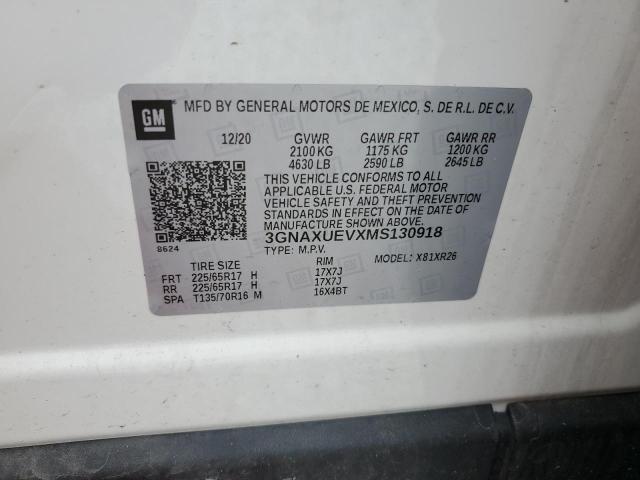 GM
MFD BY GENERAL MOTORS DE MEXICO, S. DE R.L. DE C.V.
12/20 GVWR GAWR FRT GAWR RR
2100 KG 1175 KG 1200 KG
4630 LB 2590 LB 2645 LB
THIS VEHICLE CONFORMS TO ALL
APPLICABLE U.S. FEDERAL MOTOR
VEHICLE SAFETY AND THEFT PREVENTION
STANDARDS IN EFFECT ON THE DATE OF
MANUFACTURE SHOWN ABOVE.
8624 3GNAXUEVXMS130918
TYPE: M.P.V. MODEL: X81XR26
TIRE SIZE RIM
FRT 225/65R17 H 17X7J
RR 225/65R17 H 17X7J
SPA T135/70R16 M 16X4BT